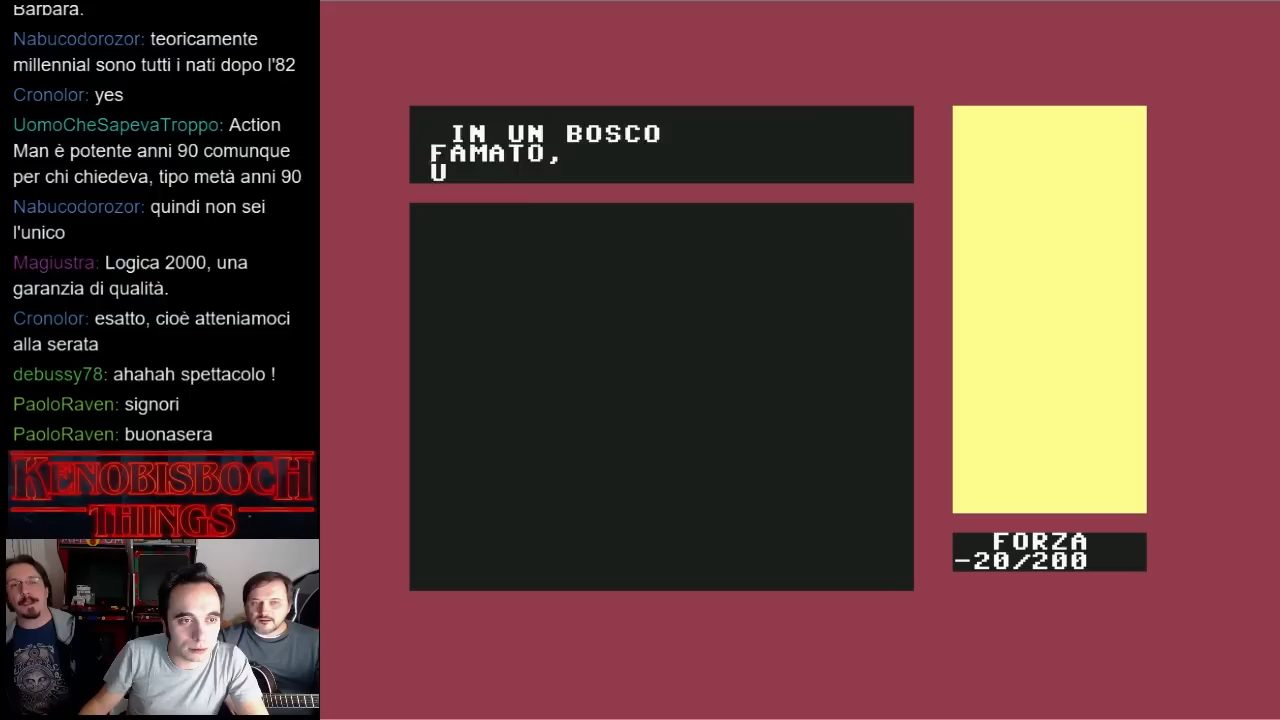 Barbara.
Nabucodorozor: teoricamente
millennial sono tutti i nati dopo l'82
Cronolor: yes
UomoCheSapevaTroppo: Action
Man è potente anni 90 comunque
per chi chiedeva, tipo metà anni 90
Nabucodorozor: quindi non sei
l'unico
Magiustra: Logica 2000, una
garanzia di qualità.
Cronolor: esatto, cioè atteniamoci
alla serata
debussy78: ahahah spettacolo !
PaoloRaven: signori
PaoloRaven: buonasera
KENOBISBOCH
THINGS
IN UN BOSCO
FAMATO,
U
FORZA
-20/200